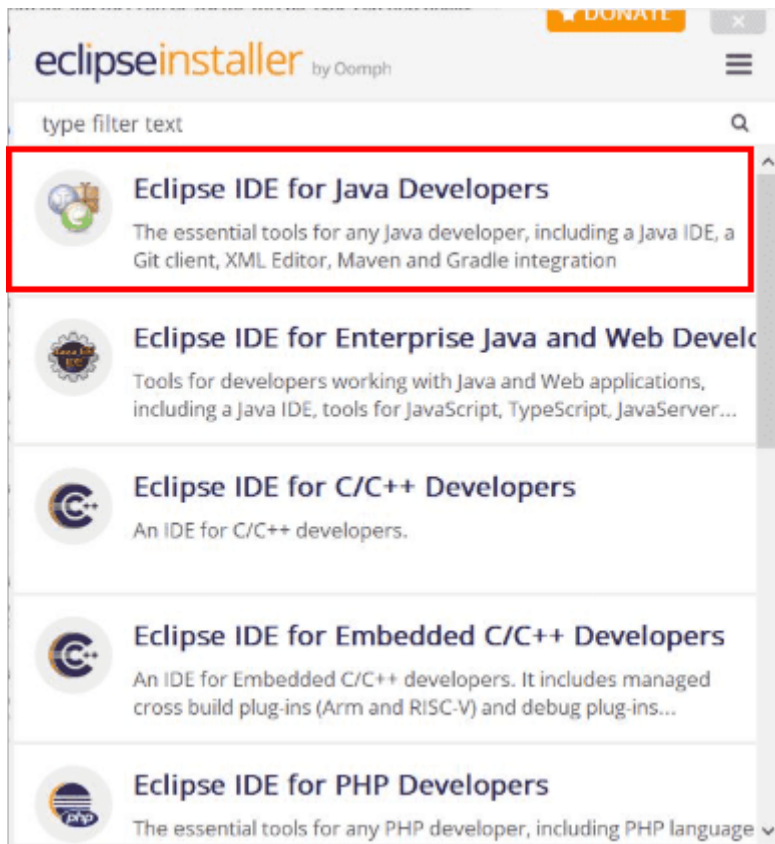 DONATE
eclipseinstaller by Oomph
type filter text
Eclipse IDE for Java Developers
The essential tools for any Java developer, including a Java IDE, a
Git client, XML Editor, Maven and Gradle integration
Eclipse IDE for Enterprise Java and Web Develo
Tools for developers working with Java and Web applications,
including a Java IDE, tools for JavaScript, TypeScript, JavaServer...
Eclipse IDE for C/C++ Developers
An IDE for C/C++ developers.
Eclipse IDE for Embedded C/C++ Developers
An IDE for Embedded C/C++ developers. It includes managed
cross build plug-ins (Arm and RISC-V) and debug plug-ins...
php
Eclipse IDE for PHP Developers
The essential tools for any PHP developer, including PHP language